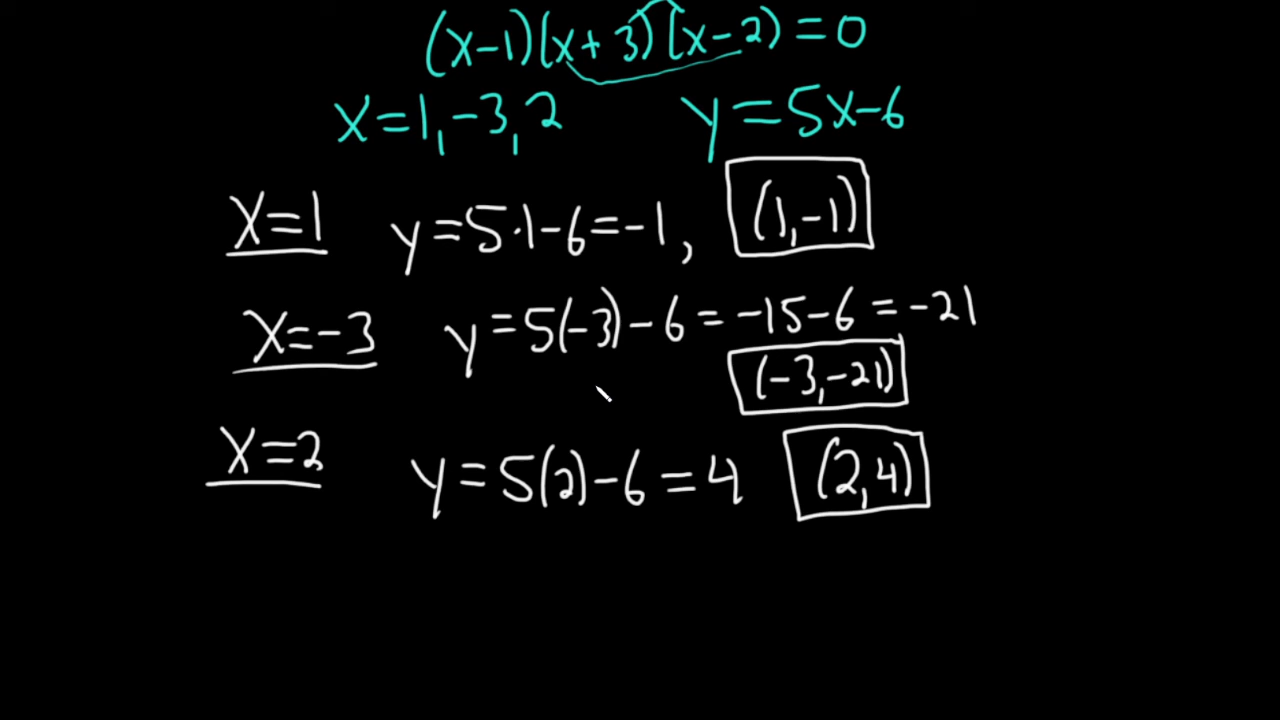 (x-1)(x+3)(x-2)=0
x=1,-3,2 y=5x-6
x=1 y=5·1-6=-1, (1,-1)
x=-3 y=5(-3)-6=-15-6=-21
(-3,-21)
x=2 y=5(2)-6=4 (2,4)